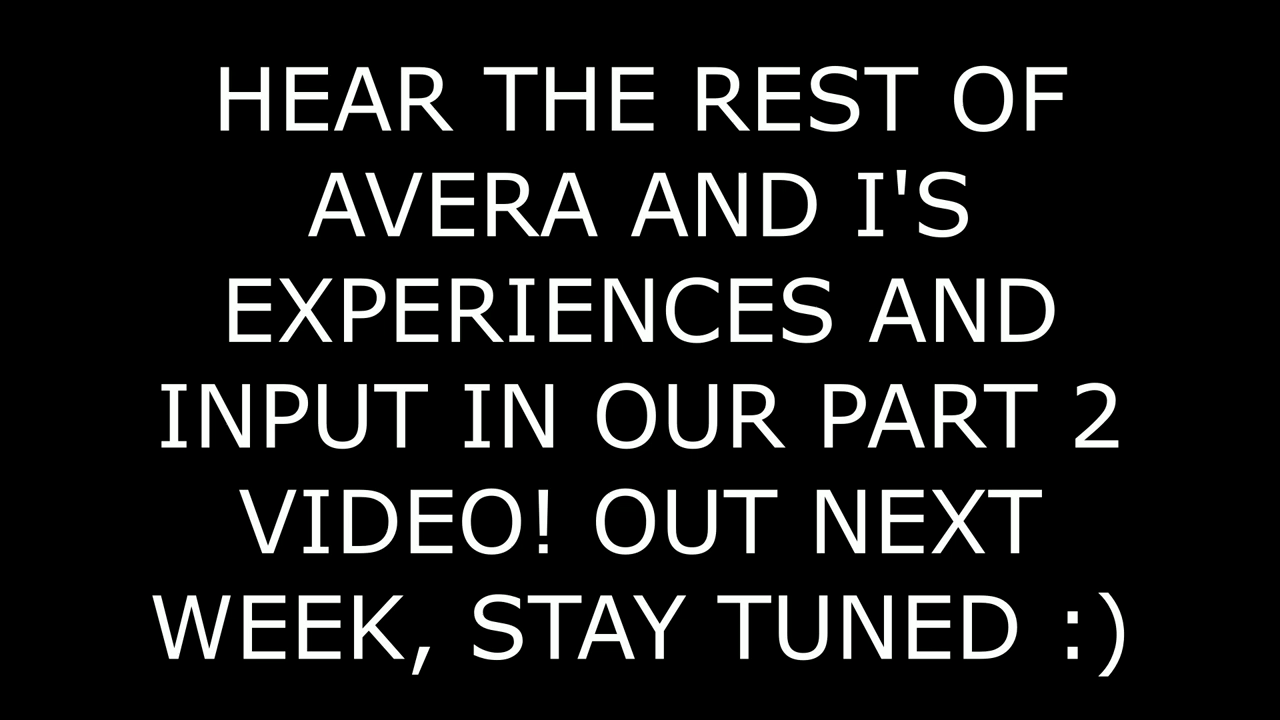 HEAR THE REST OF
AVERA AND I'S
EXPERIENCES AND
INPUT IN OUR PART 2
VIDEO! OUT NEXT
WEEK, STAY TUNED :)